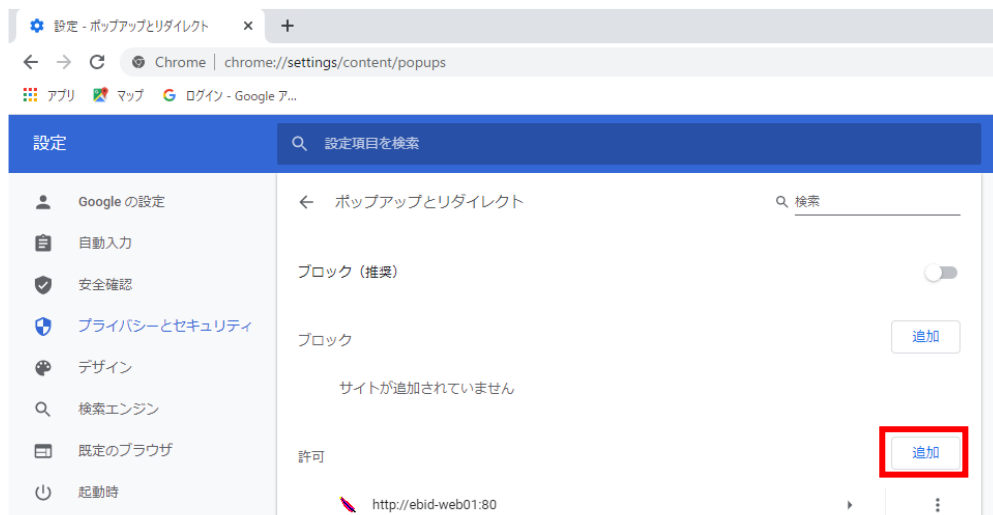 設定 - ポップアップとリダイレクト × +
Chrome | chrome://settings/content/popups
アプリ マップ ログイン - Google ア...
設定
設定項目を検索
Google の設定
自動入力
安全確認
プライバシーとセキュリティ
デザイン
検索エンジン
既定のブラウザ
起動時
ポップアップとリダイレクト
検索
ブロック（推奨）
ブロック
追加
サイトが追加されていません
許可
追加
http://ebid-web01:80